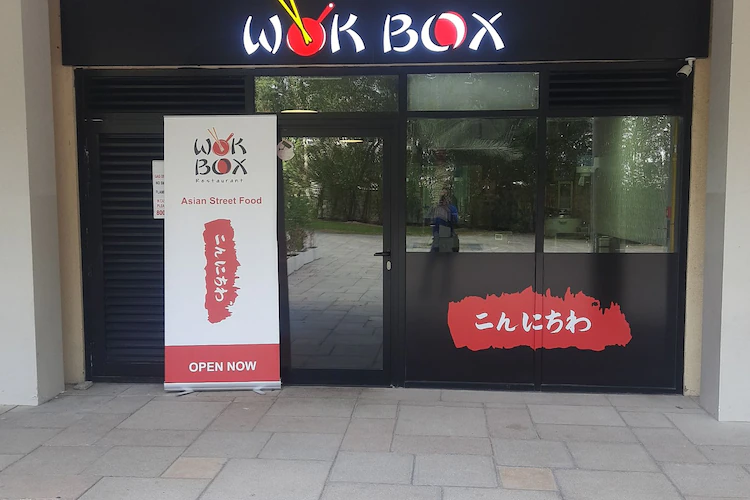 WOK BOX
WOK
BOX
Restaurant
Asian Street Food
こんにちわ
OPEN NOW
こんにちわ